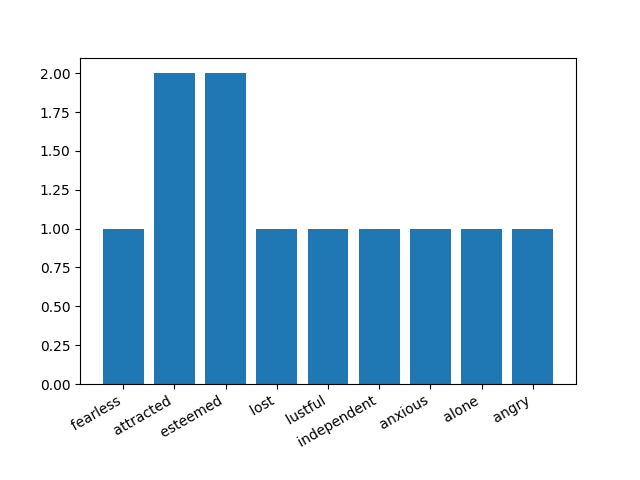 2.00
1.75
1.50
1.25
1.00
0.75
0.50
0.25
0.00
fearless
attracted
esteemed
lost
lustful
independent
anxious
alone
angry